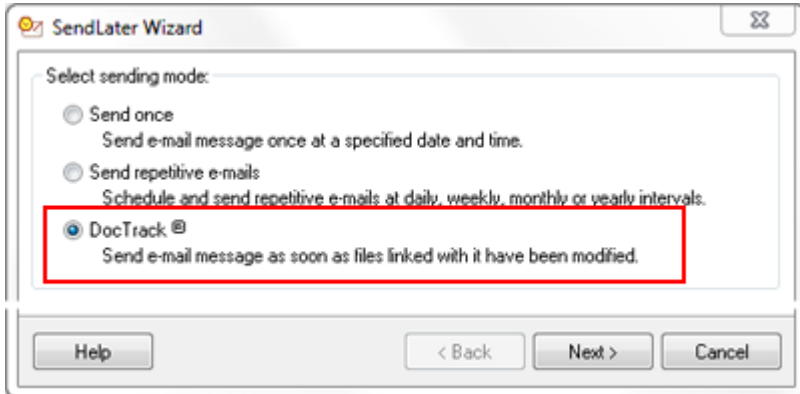 SendLater Wizard
Select sending mode:
Send once
Send e-mail message once at a specified date and time.
Send repetitive e-mails
Schedule and send repetitive e-mails at daily, weekly, monthly or yearly intervals.
DocTrack ®
Send e-mail message as soon as files linked with it have been modified.
Help < Back Next > Cancel